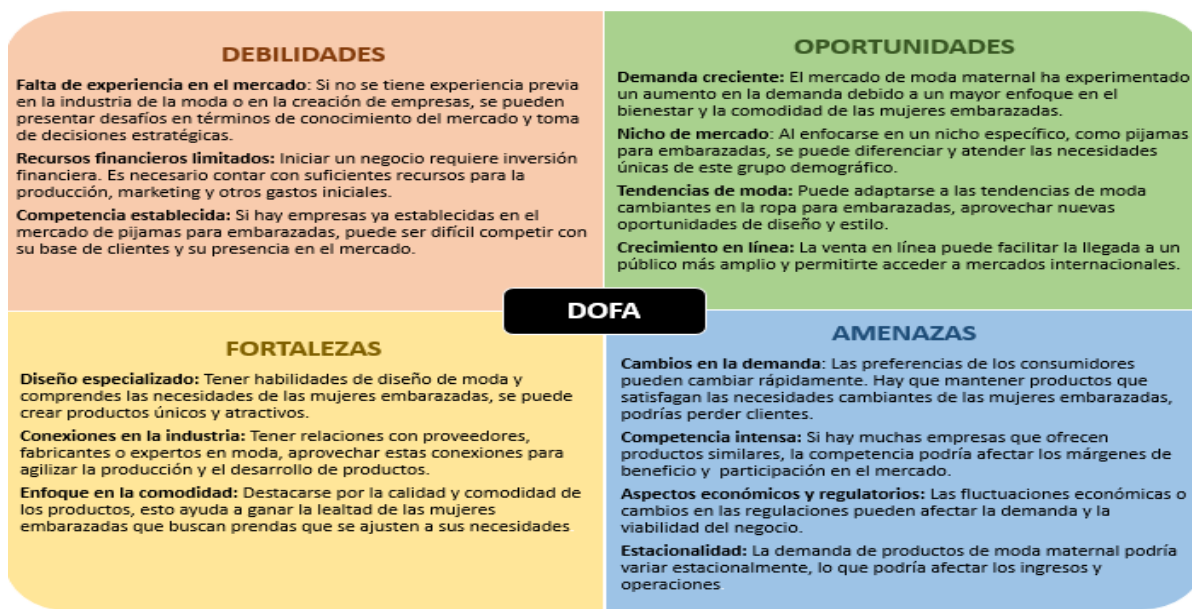 DEBILIDADES
Falta de experiencia en el mercado: Si no se tiene experiencia previa
en la industria de la moda o en la creación de empresas, se pueden
presentar desafíos en términos de conocimiento del mercado y toma
de decisiones estratégicas.
Recursos financieros limitados: Iniciar un negocio requiere inversión
financiera. Es necesario contar con suficientes recursos para la
producción, marketing y otros gastos iniciales.
Competencia establecida: Si hay empresas ya establecidas en el
mercado de pijamas para embarazadas, puede ser difícil competir con
su base de clientes y su presencia en el mercado.
OPORTUNIDADES
Demanda creciente: El mercado de moda maternal ha experimentado
un aumento en la demanda debido a un mayor enfoque en el
bienestar y la comodidad de las mujeres embarazadas.
Nicho de mercado: Al enfocarse en un nicho específico, como pijamas
para embarazadas, se puede diferenciar y atender las necesidades
únicas de este grupo demográfico.
Tendencias de moda: Puede adaptarse a las tendencias de moda
cambiantes en la ropa para embarazadas, aprovechar nuevas
oportunidades de diseño y estilo.
Crecimiento en línea: La venta en línea puede facilitar la llegada a un
público más amplio y permitirte acceder a mercados internacionales.
DOFA
FORTALEZAS
Diseño especializado: Tener habilidades de diseño de moda y
comprendes las necesidades de las mujeres embarazadas, se puede
crear productos únicos y atractivos.
Conexiones en la industria: Tener relaciones con proveedores,
fabricantes o expertos en moda, aprovechar estas conexiones para
agilizar la producción y el desarrollo de productos.
Enfoque en la comodidad: Destacarse por la calidad y comodidad de
los productos, esto ayuda a ganar la lealtad de las mujeres
embarazadas que buscan prendas que se ajusten a sus necesidades
AMENAZAS
Cambios en la demanda: Las preferencias de los consumidores
pueden cambiar rápidamente. Hay que mantener productos que
satisfagan las necesidades cambiantes de las mujeres embarazadas,
podrías perder clientes.
Competencia intensa: Si hay muchas empresas que ofrecen
productos similares, la competencia podría afectar los márgenes de
beneficio y participación en el mercado.
Aspectos económicos y regulatorios: Las fluctuaciones económicas o
cambios en las regulaciones pueden afectar la demanda y la
viabilidad del negocio.
Estacionalidad: La demanda de productos de moda maternal podría
variar estacionalmente, lo que podría afectar los ingresos y
operaciones